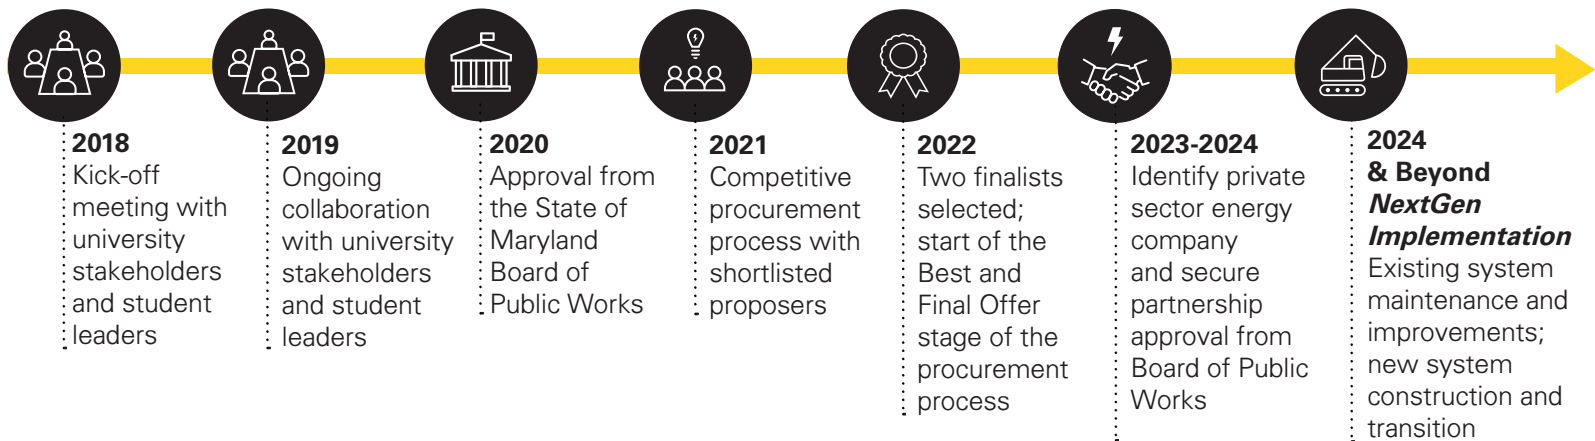 2018
Kick-off
meeting with
university
stakeholders
and student
leaders
2019
Ongoing
collaboration
with university
stakeholders
and student
leaders
2020
Approval from
the State of
Maryland
Board of
Public Works
2021
Competitive
procurement
process with
shortlisted
proposers
2022
Two finalists
selected;
start of the
Best and
Final Offer
stage of the
procurement
process
2023-2024
Identify private
sector energy
company
and secure
partnership
approval from
Board of Public
Works
2024
& Beyond
NextGen
Implementation
Existing system
maintenance and
improvements;
new system
construction and
transition